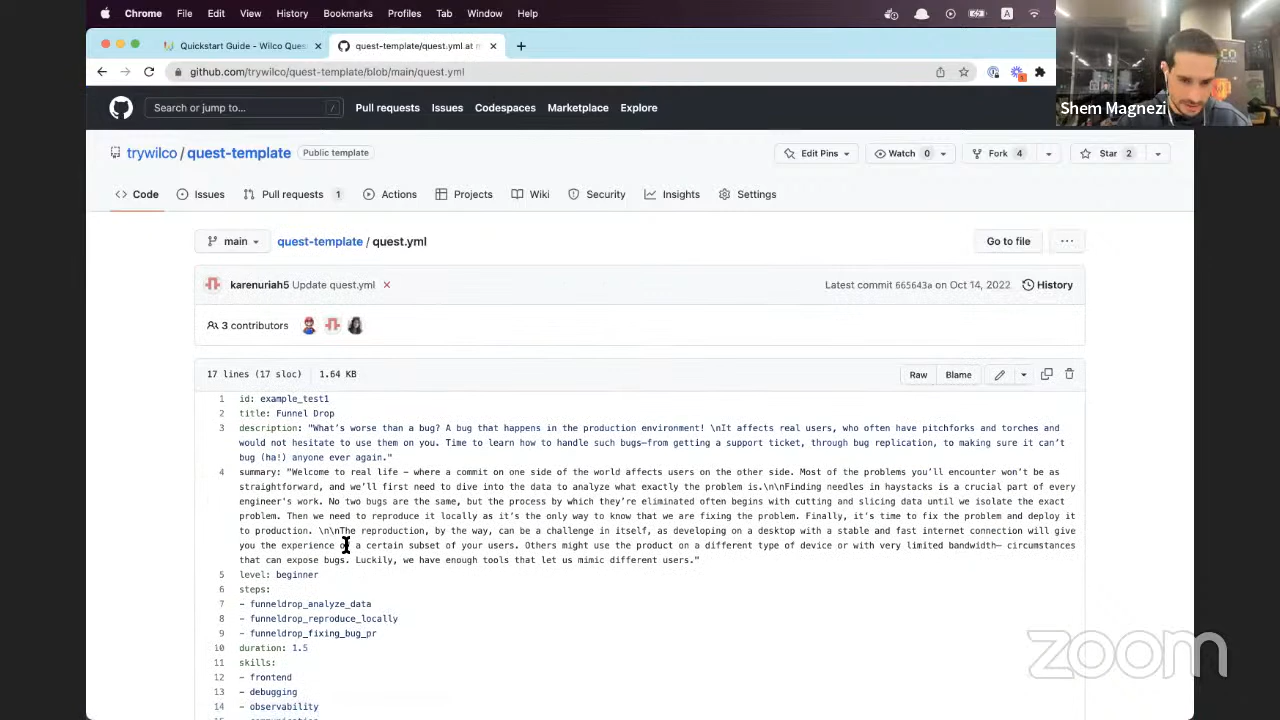 Chrome File Edit View History Bookmarks Profiles Tab Window Help
Quickstart Guide - Wilco Ques
quest-template/quest.yml at m
github.com/trywilco/quest-template/blob/main/quest.yml
Shem Magnezi
Search or jump to... /
Pull requests Issues Codespaces Marketplace Explore
trywilco / quest-template Public template
Edit Pins Watch 0 Fork 4 Star 2
Code Issues Pull requests 1 Actions Projects Wiki Security Insights Settings
main quest-template / quest.yml Go to file ...
karenuriah5 Update quest.yml Latest commit 665643a on Oct 14, 2022 History
3 contributors
17 lines (17 sloc) 1.64 KB Raw Blame
1 id: example_test1
2 title: Funnel Drop
3 description: "What's worse than a bug? A bug that happens in the production environment! \nIt affects real users, who often have pitchforks and torches and
would not hesitate to use them on you. Time to learn how to handle such bugs—from getting a support ticket, through bug replication, to making sure it can't
bug (ha!) anyone ever again."
4 summary: "Welcome to real life – where a commit on one side of the world affects users on the other side. Most of the problems you'll encounter won't be as
straightforward, and we'll first need to dive into the data to analyze what exactly the problem is.\n\nFinding needles in haystacks is a crucial part of every
engineer's work. No two bugs are the same, but the process by which they're eliminated often begins with cutting and slicing data until we isolate the exact
problem. Then we need to reproduce it locally as it's the only way to know that we are fixing the problem. Finally, it's time to fix the problem and deploy it
to production. \n\nThe reproduction, by the way, can be a challenge in itself, as developing on a desktop with a stable and fast internet connection will give
you the experience a certain subset of your users. Others might use the product on a different type of device or with very limited bandwidth— circumstances
that can expose bugs. Luckily, we have enough tools that let us mimic different users."
5 level: beginner
6 steps:
7 - funneldrop_analyze_data
8 - funneldrop_reproduce_locally
9 - funneldrop_fixing_bug_pr
10 duration: 1.5
11 skills:
12 - frontend
13 - debugging
14 - observability
zoom